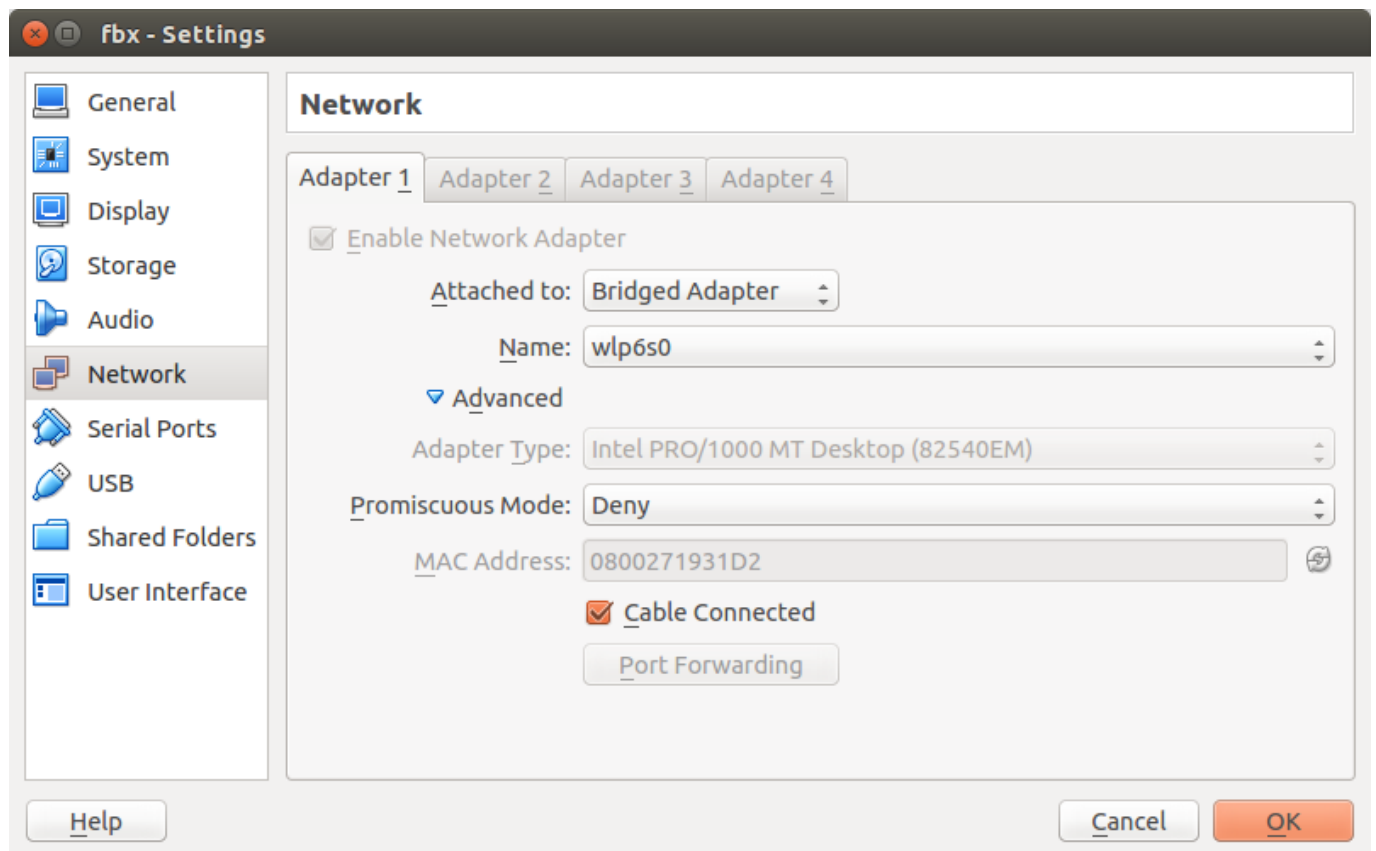 fbx - Settings
General
System
Display
Storage
Audio
Network
Serial Ports
USB
Shared Folders
User Interface
Network
Adapter 1 Adapter 2 Adapter 3 Adapter 4
Enable Network Adapter
Attached to: Bridged Adapter
Name: wlp6s0
Advanced
Adapter Type: Intel PRO/1000 MT Desktop (82540EM)
Promiscuous Mode: Deny
MAC Address: 0800271931D2
Cable Connected
Port Forwarding
Help Cancel OK